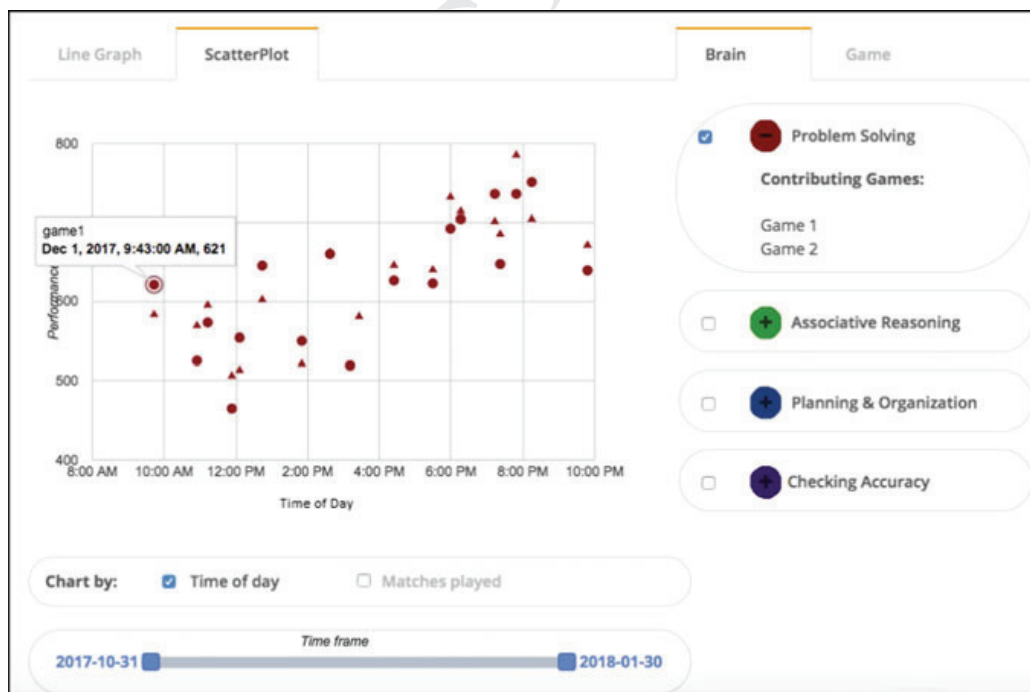 Line Graph
ScatterPlot
Brain
Game
800
600
500
400
Performance
game1
Dec 1, 2017, 9:43:00 AM, 621
8:00 AM
10:00 AM
12:00 PM
2:00 PM
4:00 PM
6:00 PM
8:00 PM
10:00 PM
Time of Day
Problem Solving
Contributing Games:
Game 1
Game 2
Associative Reasoning
Planning & Organization
Checking Accuracy
Chart by:
Time of day
Matches played
Time frame
2017-10-31
2018-01-30